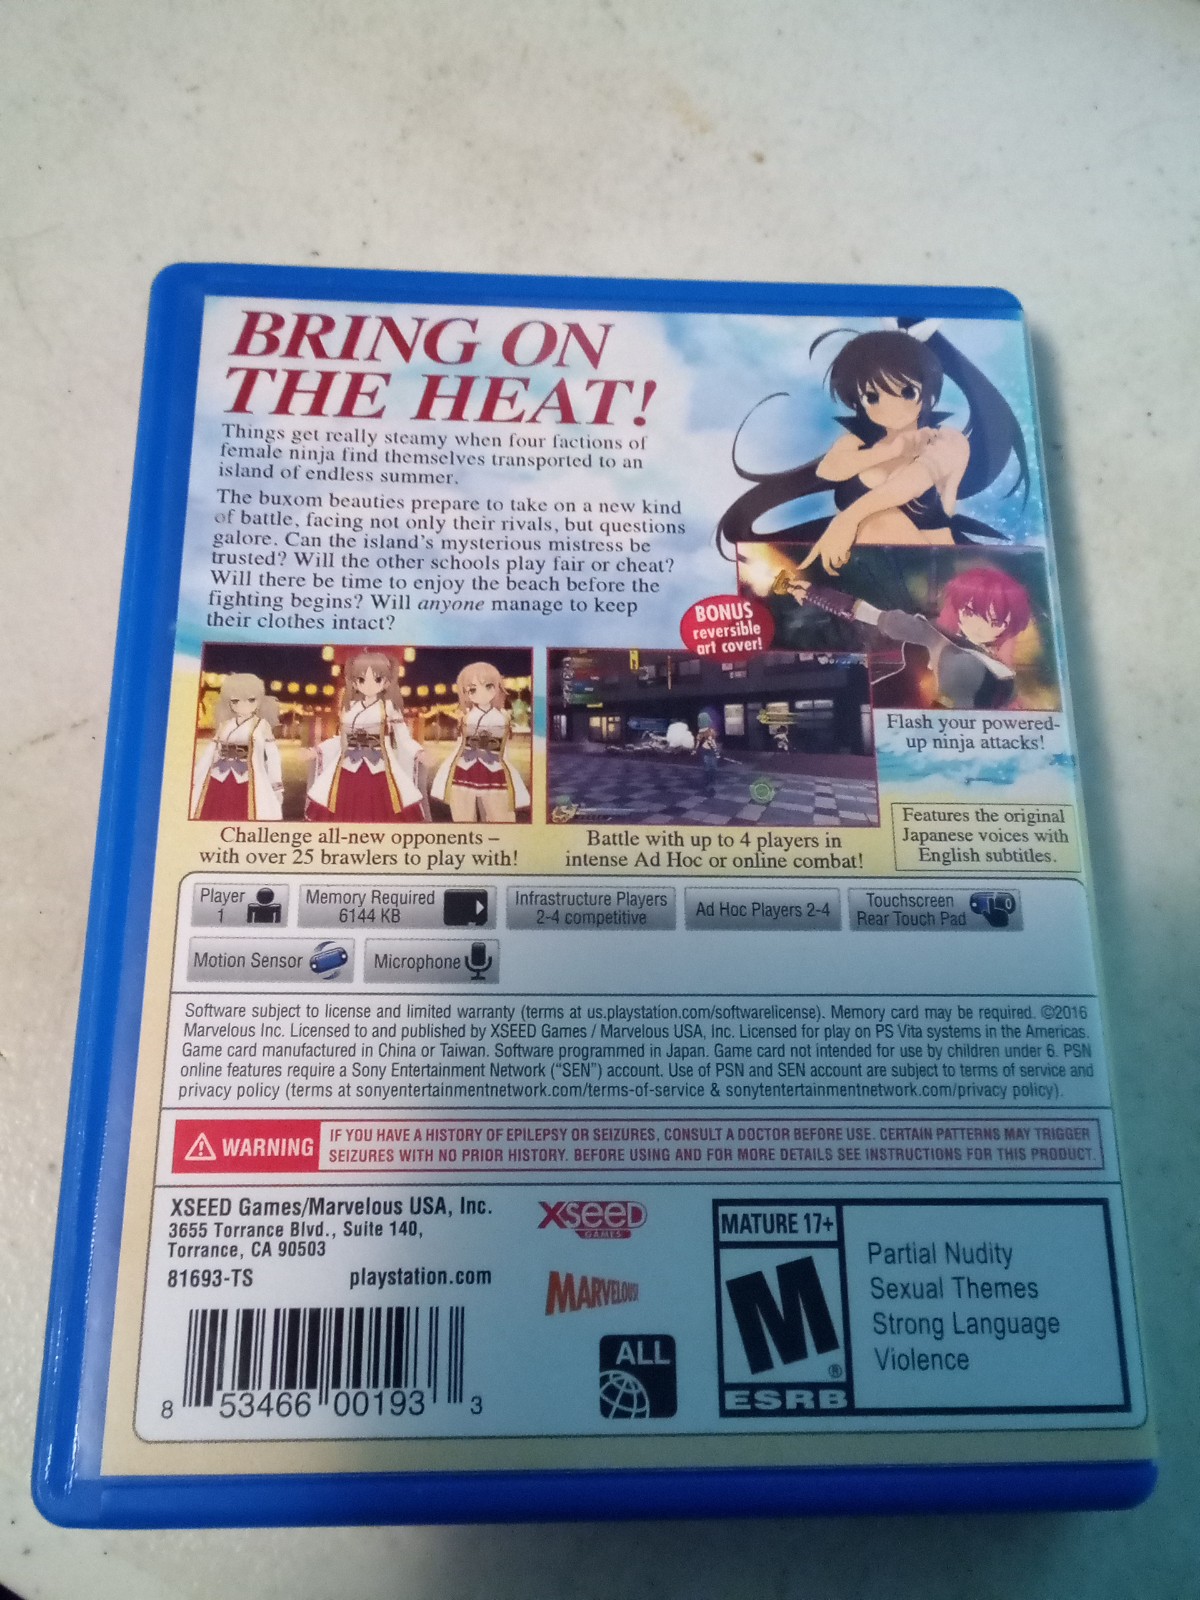 BRING ON
THE HEAT!
Things get really steamy when four factions of
female ninja find themselves transported to an
island of endless summer.
The buxom beauties prepare to take on a new kind
of battle, facing not only their rivals, but questions
galore. Can the island's mysterious mistress be
trusted? Will the other schools play fair or cheat?
Will there be time to enjoy the beach before the
fighting begins? Will anyone manage to keep
their clothes intact?
BONUS
reversible
art cover!
Flash your powered-
up ninja attacks!
Challenge all-new opponents –
with over 25 brawlers to play with!
Battle with up to 4 players in
intense Ad Hoc or online combat!
Features the original
Japanese voices with
English subtitles.
Player
1
Memory Required
6144 KB
Infrastructure Players
2-4 competitive
Ad Hoc Players 2-4
Touchscreen
Rear Touch Pad
Motion Sensor
Microphone
Software subject to license and limited warranty (terms at us.playstation.com/softwarelicense). Memory card may be required. ©2016
Marvelous Inc. Licensed to and published by XSEED Games / Marvelous USA, Inc. Licensed for play on PS Vita systems in the Americas.
Game card manufactured in China or Taiwan. Software programmed in Japan. Game card not intended for use by children under 6. PSN
online features require a Sony Entertainment Network ("SEN") account. Use of PSN and SEN account are subject to terms of service and
privacy policy (terms at sonyentertainmentnetwork.com/terms-of-service & sonytentertainmentnetwork.com/privacy policy).
WARNING
IF YOU HAVE A HISTORY OF EPILEPSY OR SEIZURES, CONSULT A DOCTOR BEFORE USE. CERTAIN PATTERNS MAY TRIGGER
SEIZURES WITH NO PRIOR HISTORY. BEFORE USING AND FOR MORE DETAILS SEE INSTRUCTIONS FOR THIS PRODUCT.
XSEED Games/Marvelous USA, Inc.
3655 Torrance Blvd., Suite 140,
Torrance, CA 90503
81693-TS playstation.com
8 53466 00193 3
XSEED
GAMES
MARVELOUS!
ALL
MATURE 17+
M
®
ESRB
Partial Nudity
Sexual Themes
Strong Language
Violence